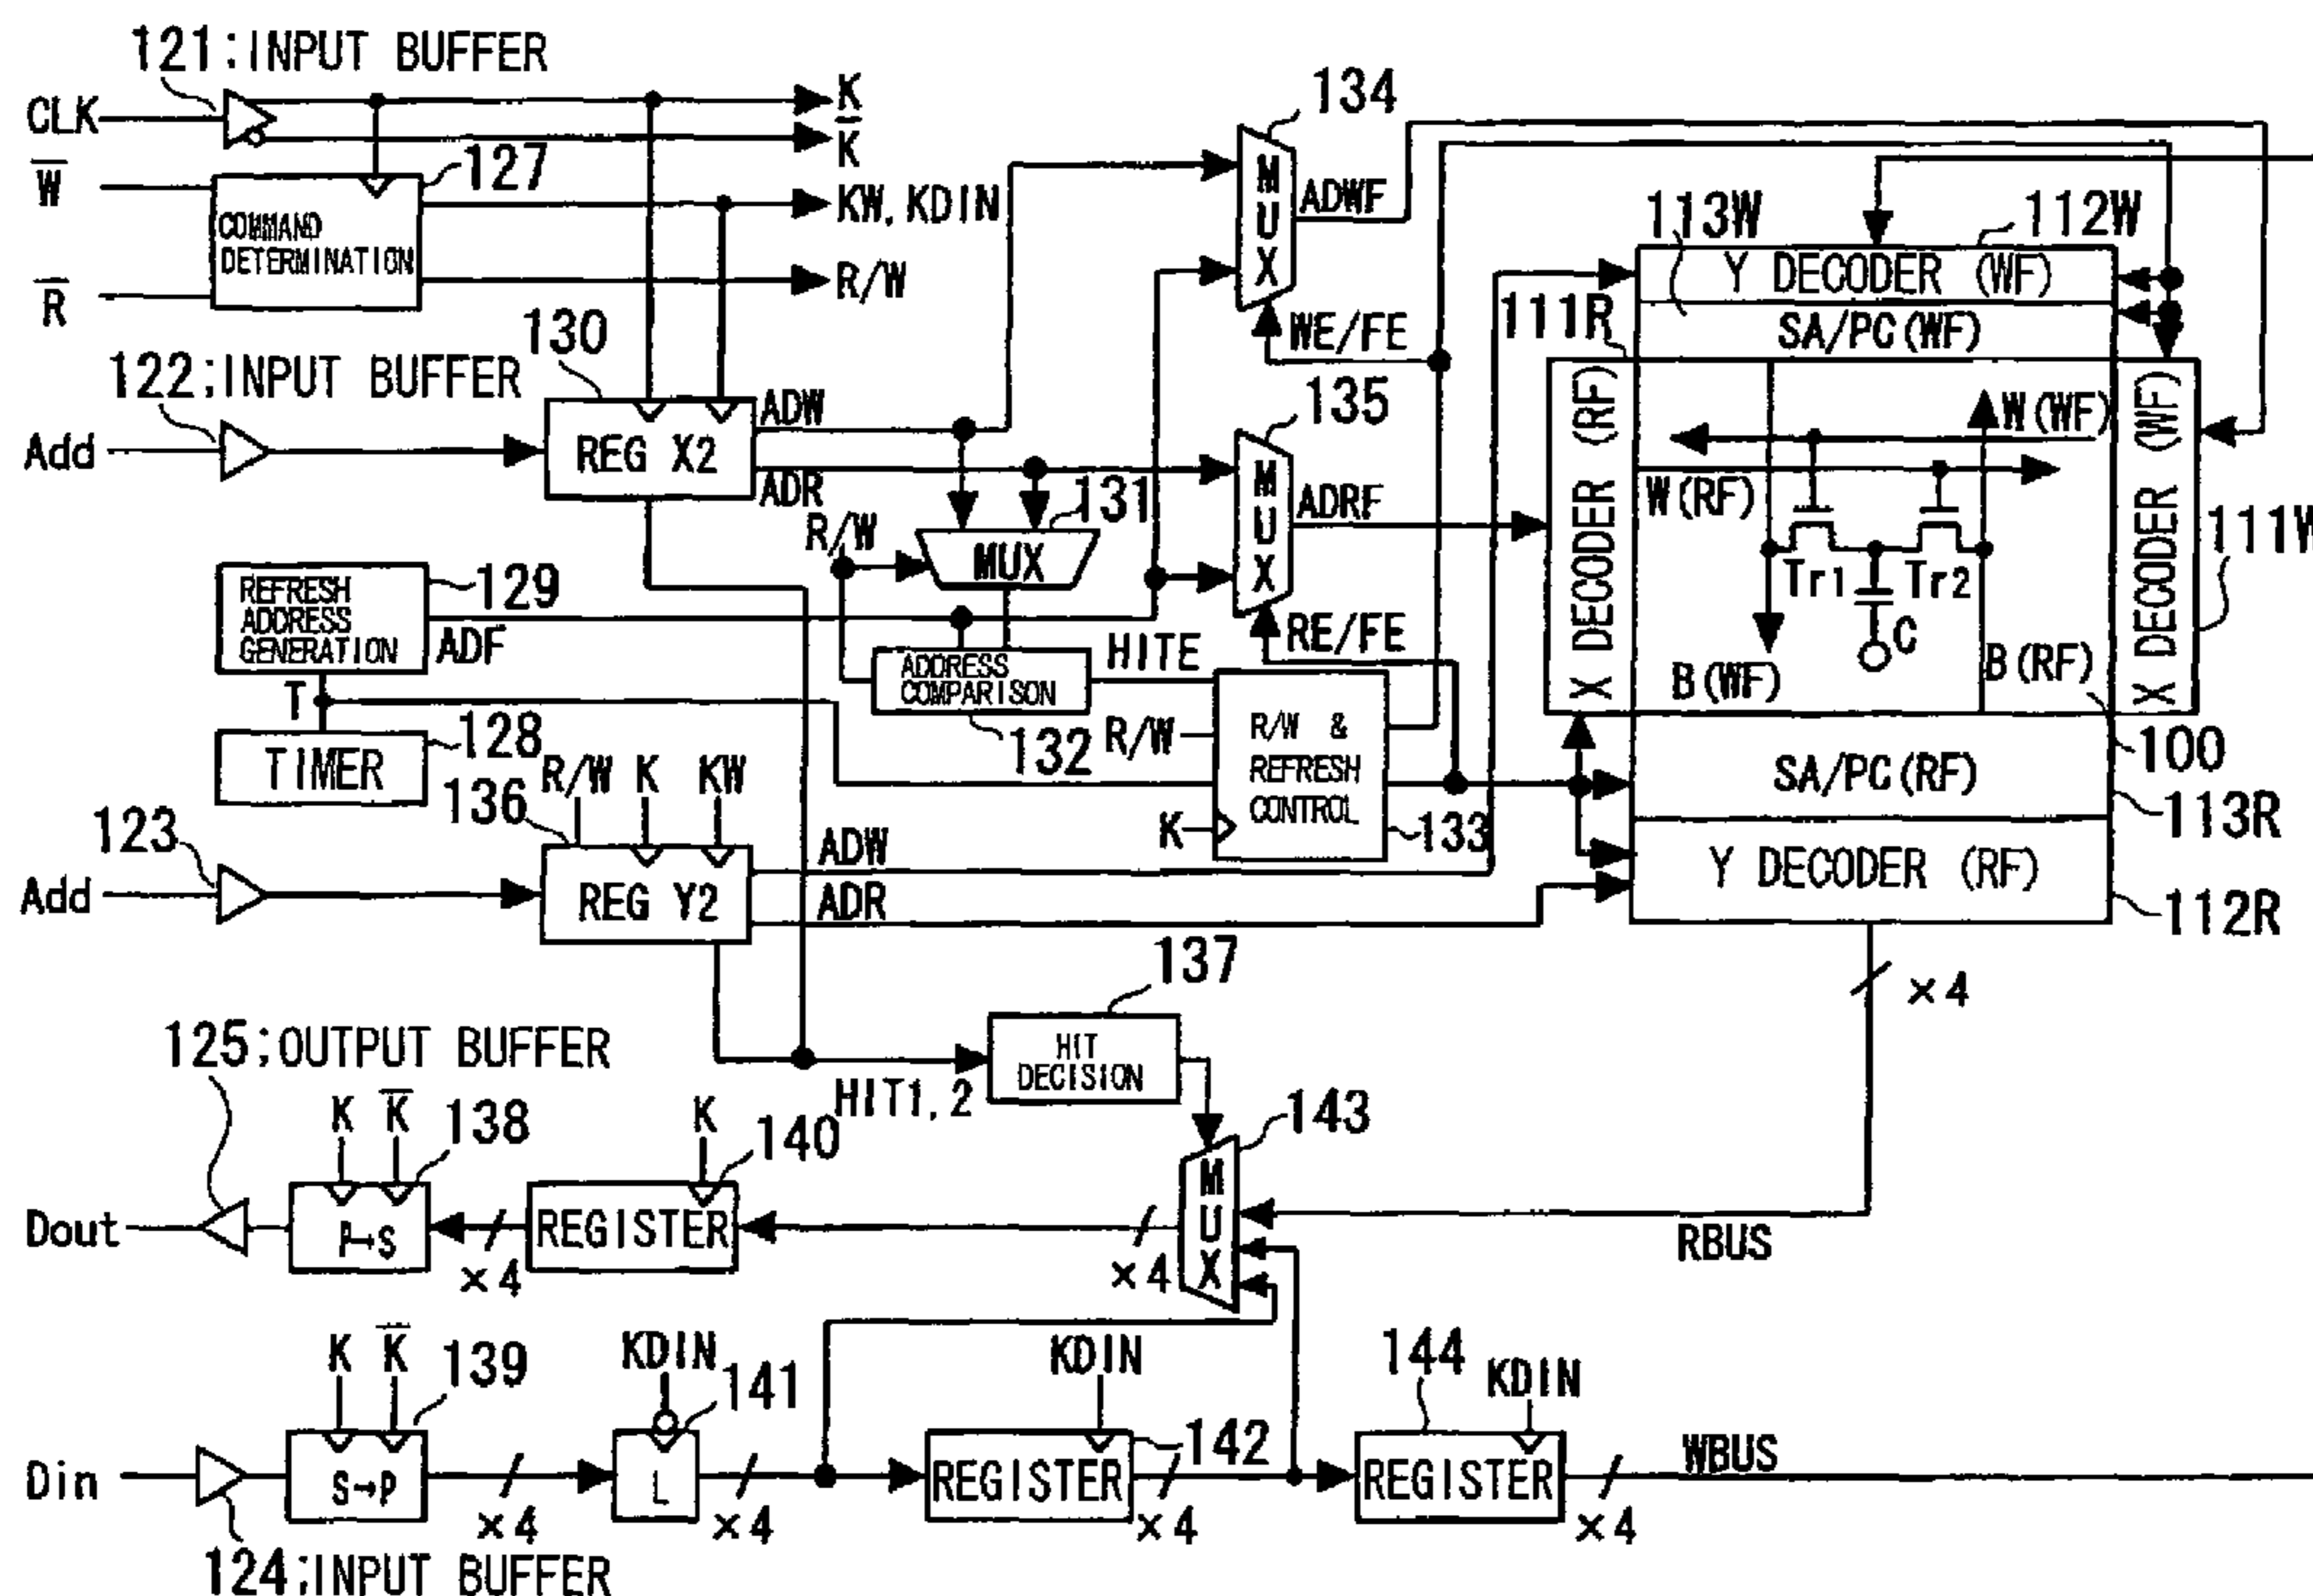 121;INPUT BUFFER
CLK
K
K̅
W̅
127
COMMAND
DETERMINATION
KW, KDIN
R/W
R̅
130
122;INPUT BUFFER
Add
REG X2
ADW
ADR
134
MUX
ADWF
WE/FE
135
MUX
ADRF
RE/FE
R/W
131
MUX
REFRESH
ADDRESS
GENERATION
129
ADF
T
128
TIMER
ADDRESS
COMPARISON
132
HITE
R/W
R/W &
REFRESH
CONTROL
K
133
113W
112W
Y DECODER (WF)
SA/PC(WF)
111R
X DECODER (RF)
W(WF)
W(RF)
Tr1
Tr2
C
B(WF)
B(RF)
X DECODER (WF)
111W
100
SA/PC(RF)
113R
Y DECODER (RF)
112R
×4
136
R/W
K
KW
123
Add
REG Y2
ADW
ADR
137
HIT
DECISION
HIT1, 2
125;OUTPUT BUFFER
K
K̅
138
K
140
143
MUX
Dout
P→S
×4
REGISTER
×4
RBUS
K
K̅
139
KDIN
141
KDIN
142
144
KDIN
Din
S→P
×4
L
×4
REGISTER
×4
REGISTER
×4
WBUS
124;INPUT BUFFER